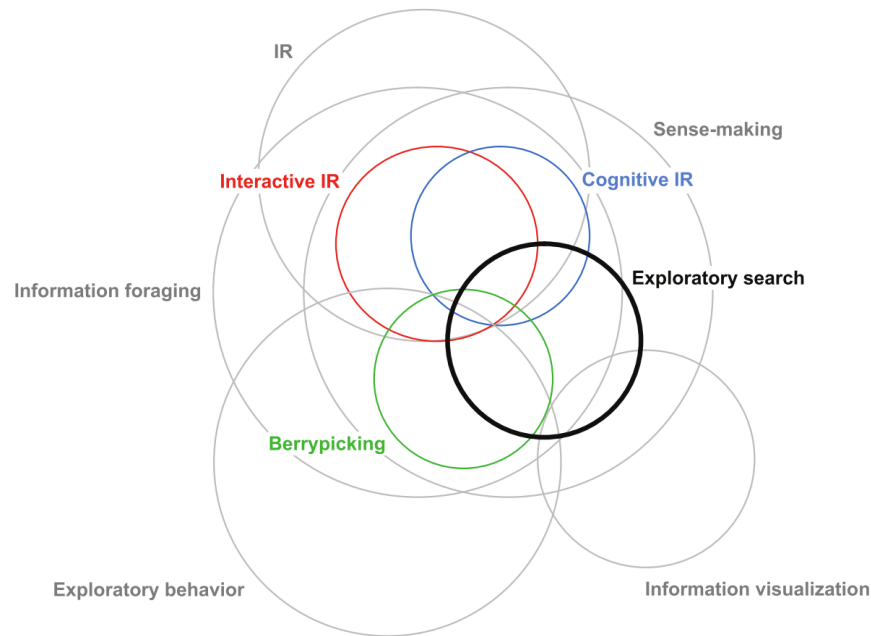 IR
Sense-making
Interactive IR
Cognitive IR
Exploratory search
Information foraging
Berrypicking
Exploratory behavior
Information visualization